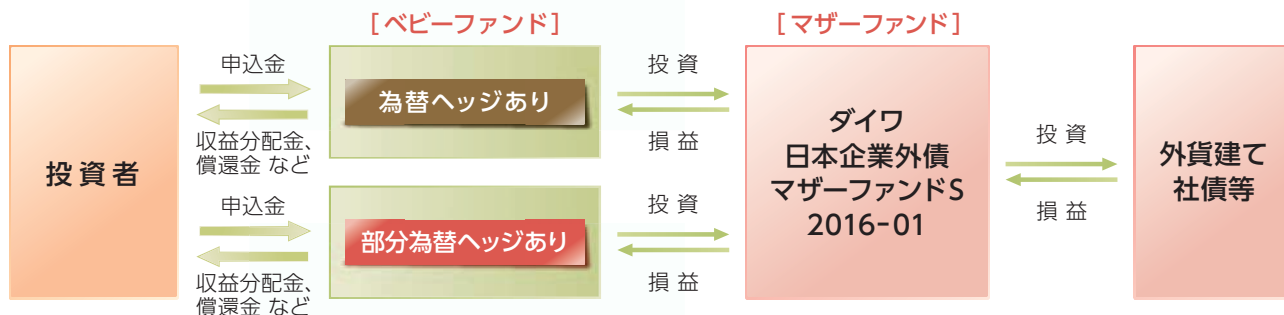 [ベビーファンド]
[マザーファンド]
投資者
申込金
収益分配金、
償還金 など
為替ヘッジあり
投資
損益
申込金
収益分配金、
償還金 など
部分為替ヘッジあり
投資
損益
ダイワ
日本企業外債
マザーファンドS
2016-01
投資
損益
外貨建て
社債等